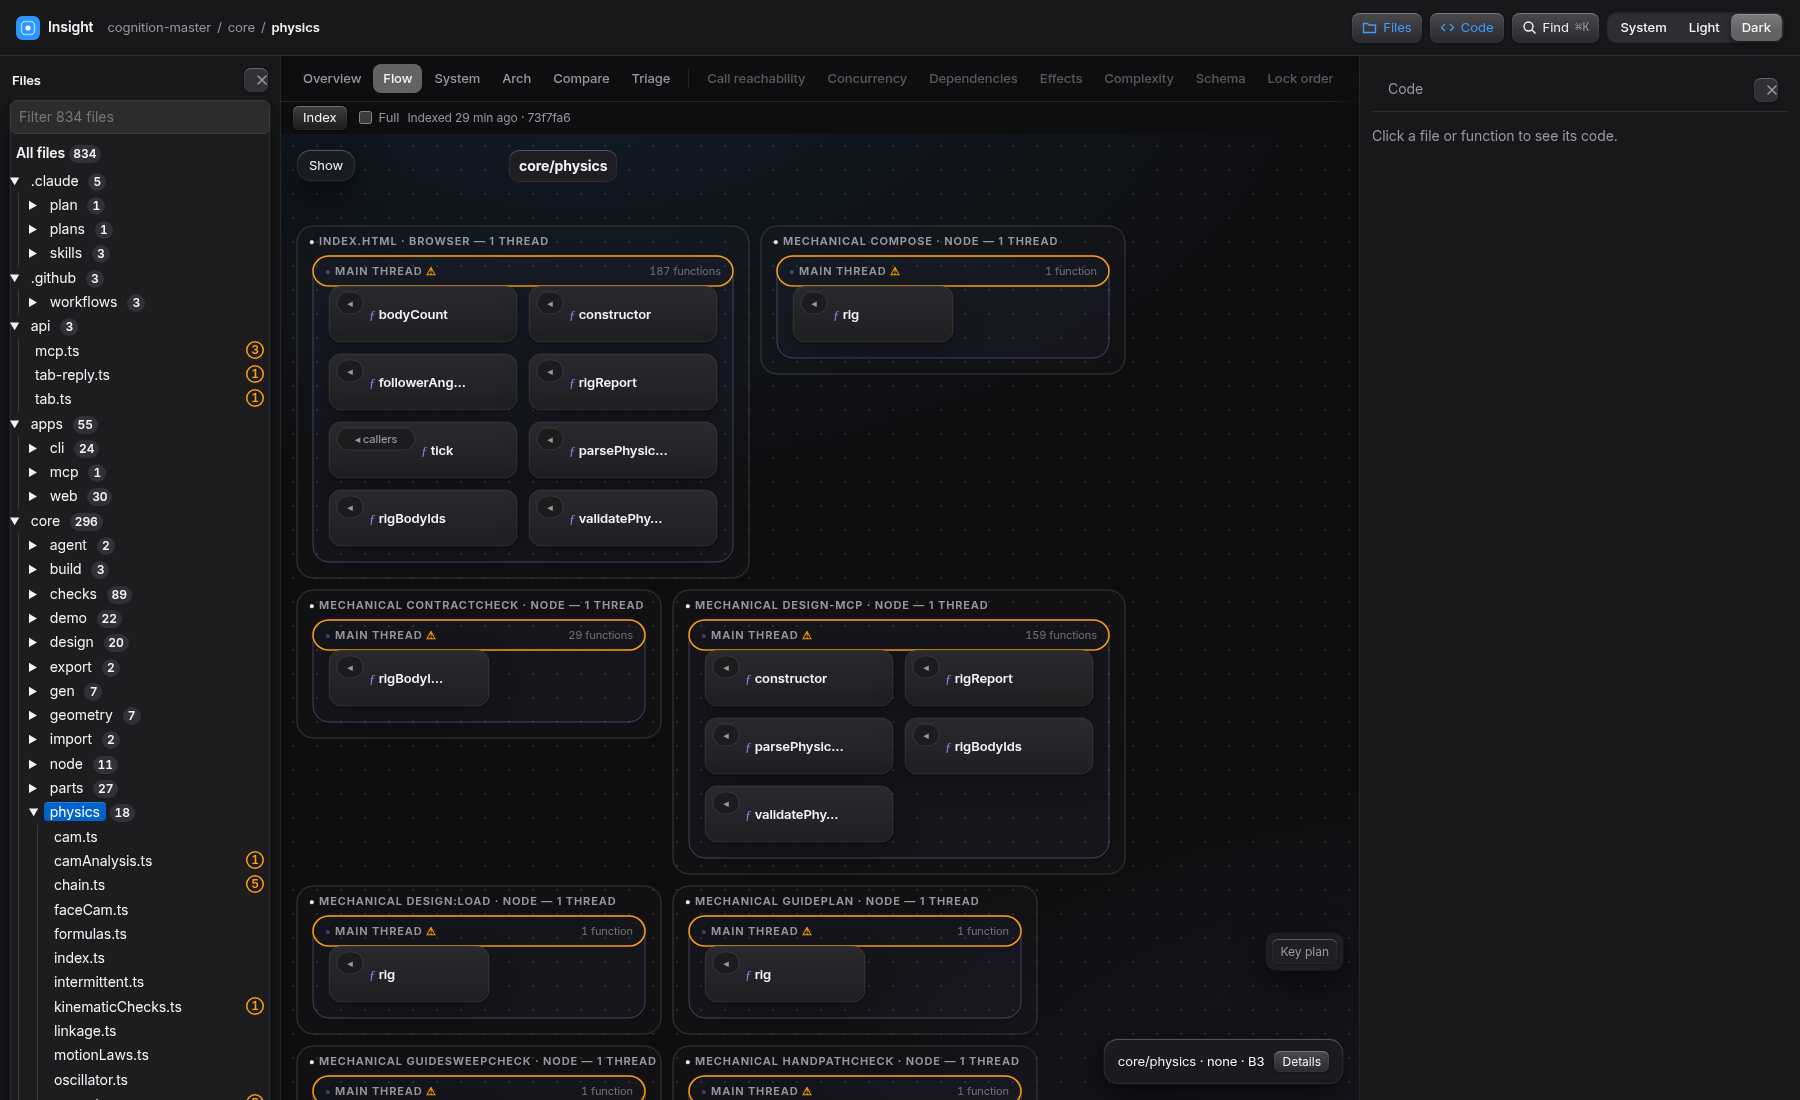 Insight cognition-master / core / physics
Files Code Find ⌘K System Light Dark
Files
Filter 834 files
All files 834
.claude 5
plan 1
plans 1
skills 3
.github 3
workflows 3
api 3
mcp.ts 3
tab-reply.ts 1
tab.ts 1
apps 55
cli 24
mcp 1
web 30
core 296
agent 2
build 3
checks 89
demo 22
design 20
export 2
gen 7
geometry 7
import 2
node 11
parts 27
physics 18
cam.ts
camAnalysis.ts 1
chain.ts 5
faceCam.ts
formulas.ts
index.ts
intermittent.ts
kinematicChecks.ts 1
linkage.ts
motionLaws.ts
oscillator.ts
Overview Flow System Arch Compare Triage Call reachability Concurrency Dependencies Effects Complexity Schema Lock order
Index Full Indexed 29 min ago · 73f7fa6
Show core/physics
INDEX.HTML · BROWSER — 1 THREAD
MAIN THREAD ⚠ 187 functions
ƒ bodyCount
ƒ constructor
ƒ followerAng...
ƒ rigReport
◂ callers ƒ tick
ƒ parsePhysic...
ƒ rigBodyIds
ƒ validatePhy...
MECHANICAL COMPOSE · NODE — 1 THREAD
MAIN THREAD ⚠ 1 function
ƒ rig
MECHANICAL CONTRACTCHECK · NODE — 1 THREAD
MAIN THREAD ⚠ 29 functions
ƒ rigBodyI...
MECHANICAL DESIGN-MCP · NODE — 1 THREAD
MAIN THREAD ⚠ 159 functions
ƒ constructor
ƒ rigReport
ƒ parsePhysic...
ƒ rigBodyIds
ƒ validatePhy...
MECHANICAL DESIGN:LOAD · NODE — 1 THREAD
MAIN THREAD ⚠ 1 function
ƒ rig
MECHANICAL GUIDEPLAN · NODE — 1 THREAD
MAIN THREAD ⚠ 1 function
ƒ rig
MECHANICAL GUIDESWEEPCHECK · NODE — 1 THREAD
MAIN THREAD ⚠ 1 function
MECHANICAL HANDPATHCHECK · NODE — 1 THREAD
MAIN THREAD ⚠ 1 function
Key plan
core/physics · none · B3 Details
Code
Click a file or function to see its code.